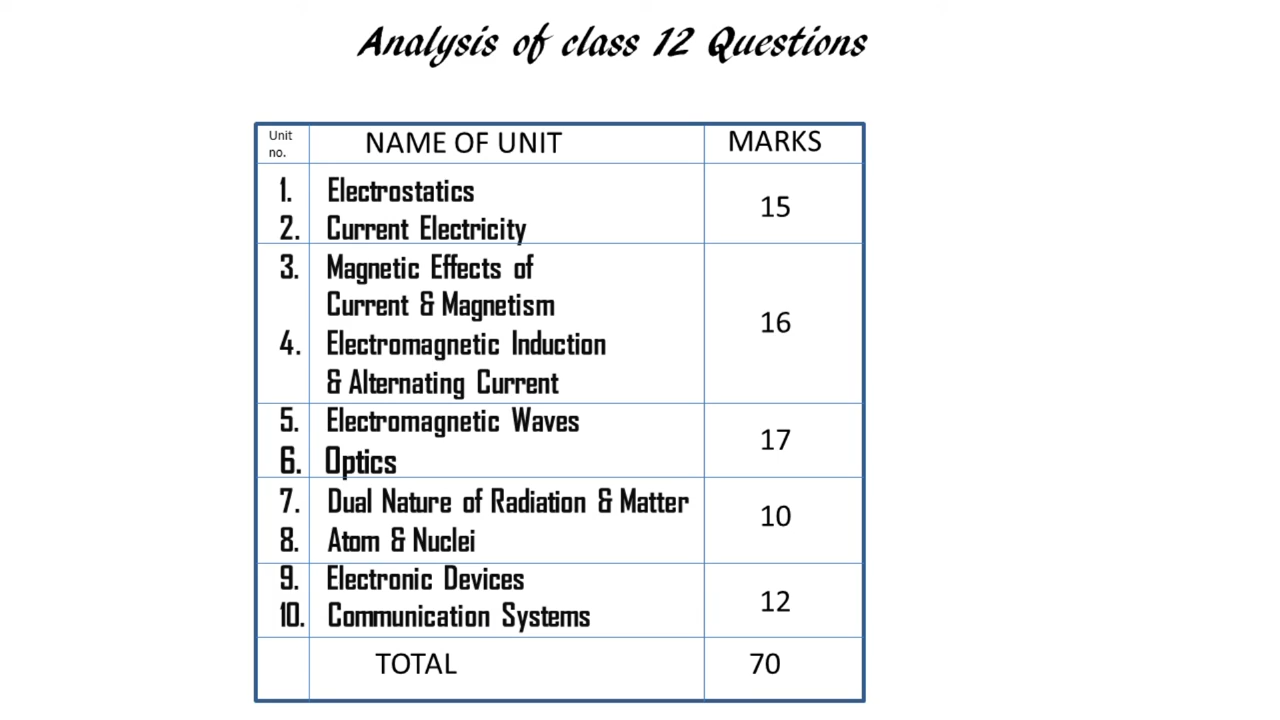 Analysis of class 12 Questions
Unit no. NAME OF UNIT MARKS
1. Electrostatics
15
2. Current Electricity
3. Magnetic Effects of
Current & Magnetism
16
4. Electromagnetic Induction
& Alternating Current
5. Electromagnetic Waves
17
6. Optics
7. Dual Nature of Radiation & Matter
10
8. Atom & Nuclei
9. Electronic Devices
12
10. Communication Systems
TOTAL 70